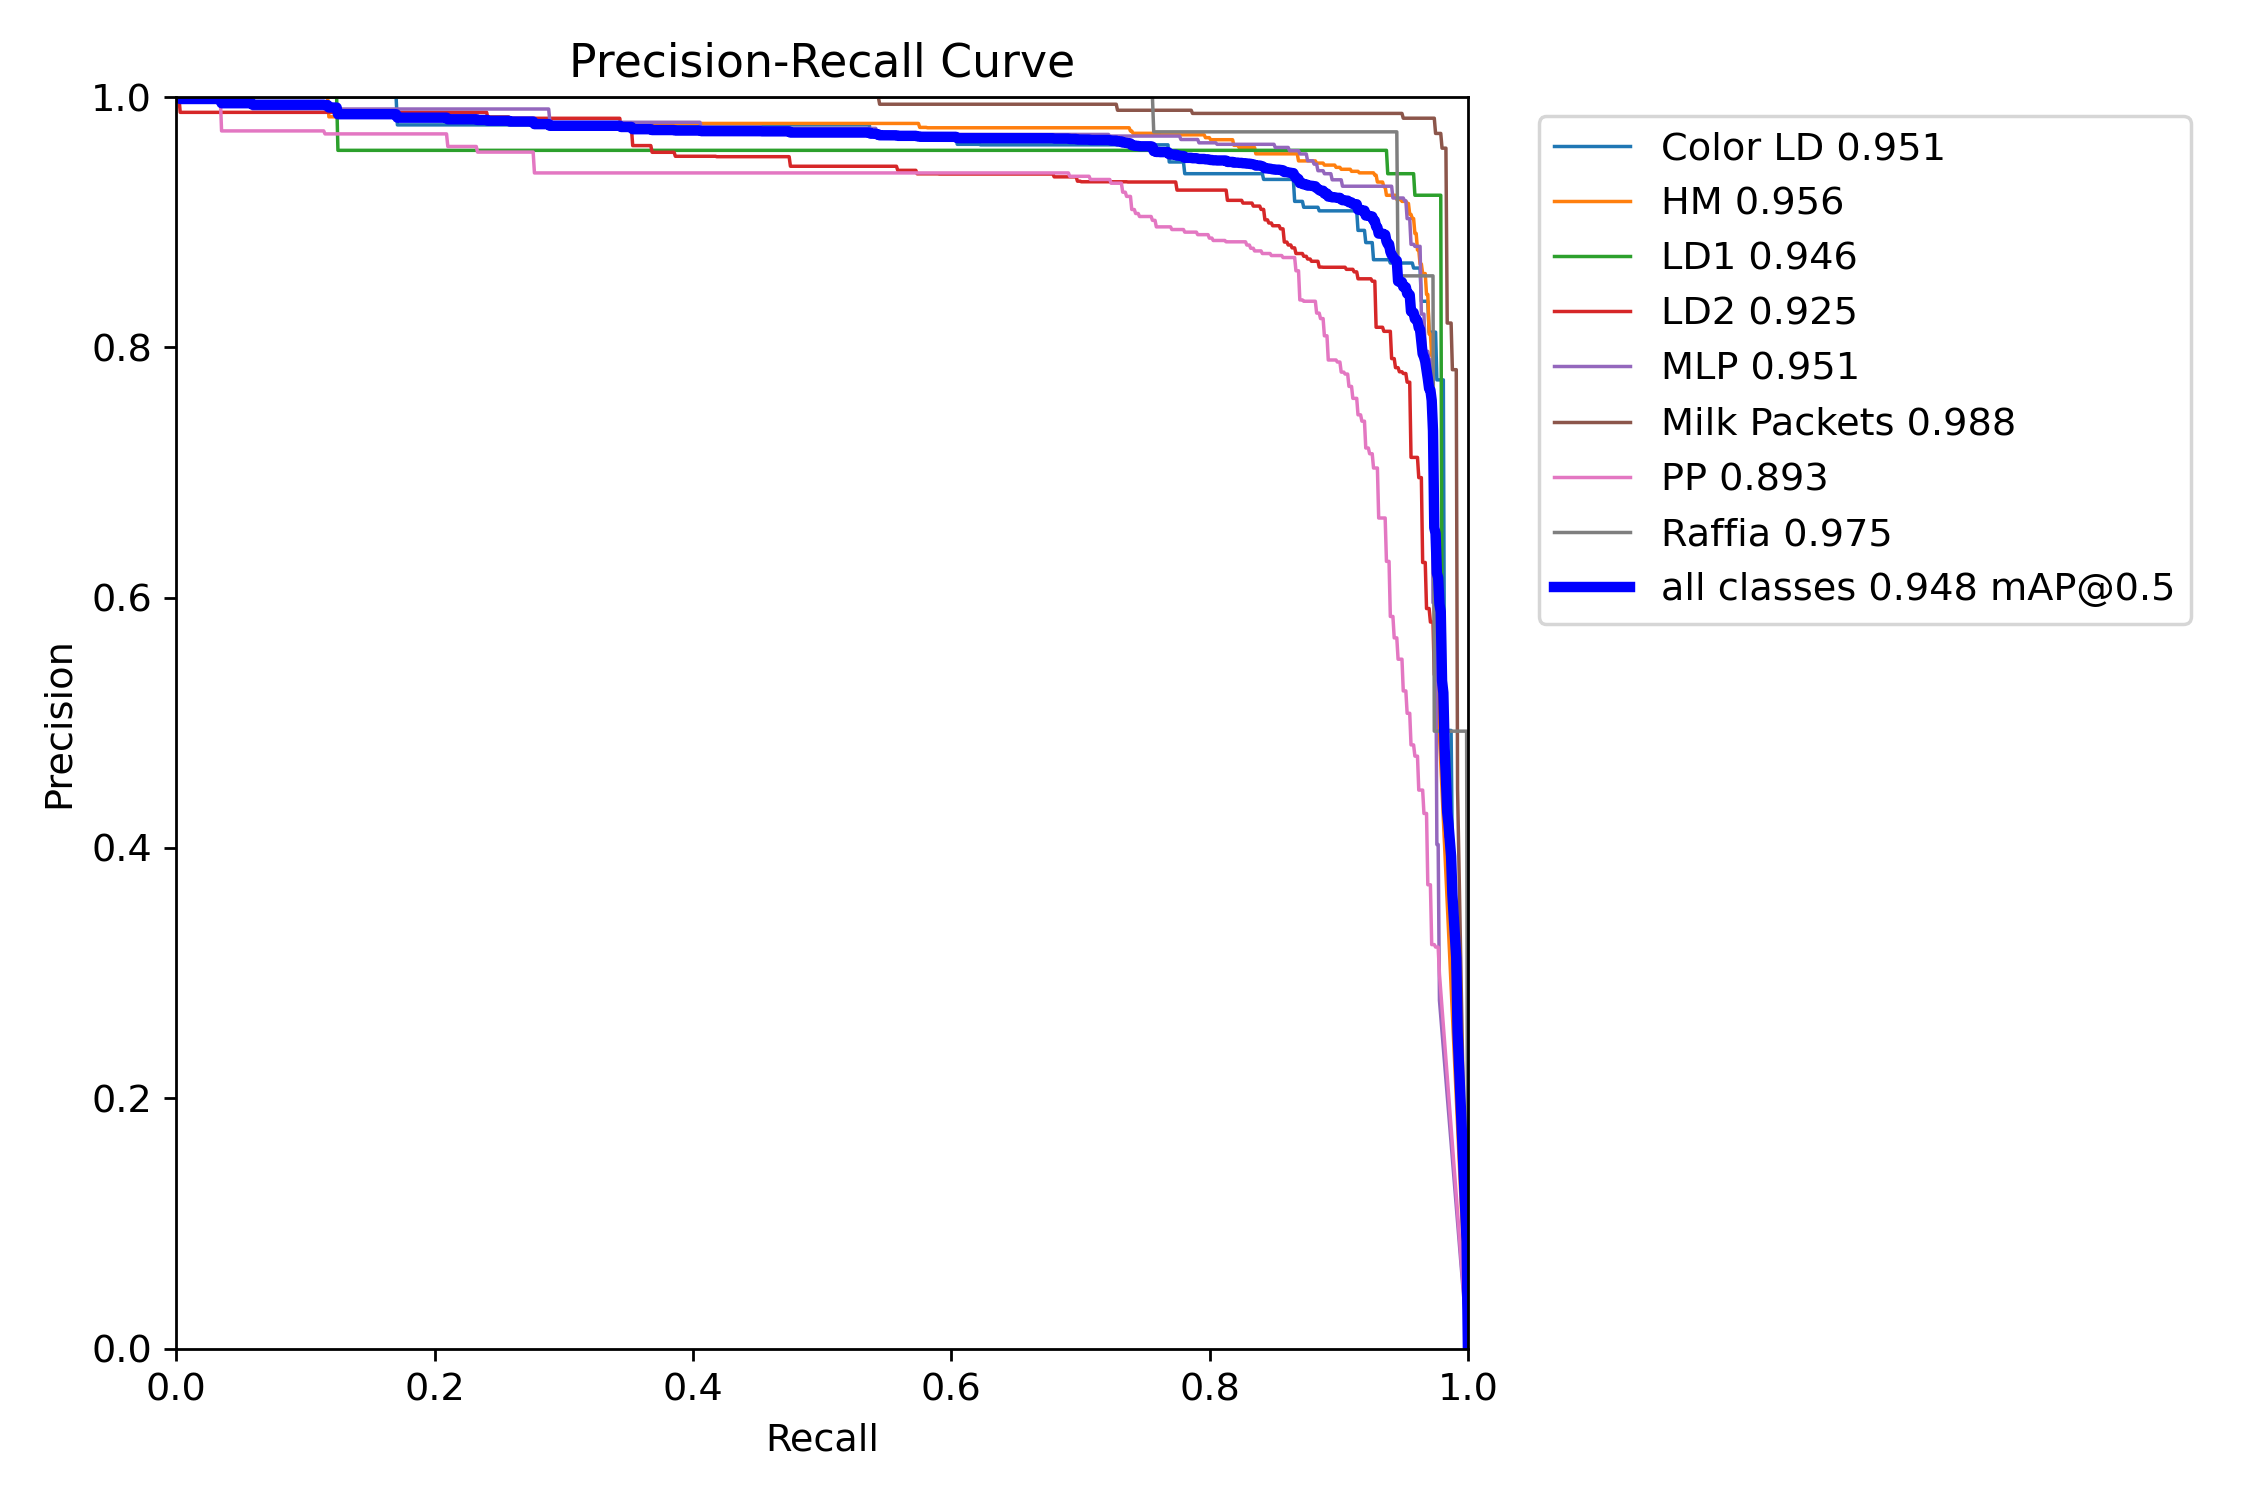 Precision-Recall Curve
1.0
0.8
0.6
0.4
0.2
0.0
Precision
0.0 0.2 0.4 0.6 0.8 1.0
Recall
Color LD 0.951
HM 0.956
LD1 0.946
LD2 0.925
MLP 0.951
Milk Packets 0.988
PP 0.893
Raffia 0.975
all classes 0.948 mAP@0.5